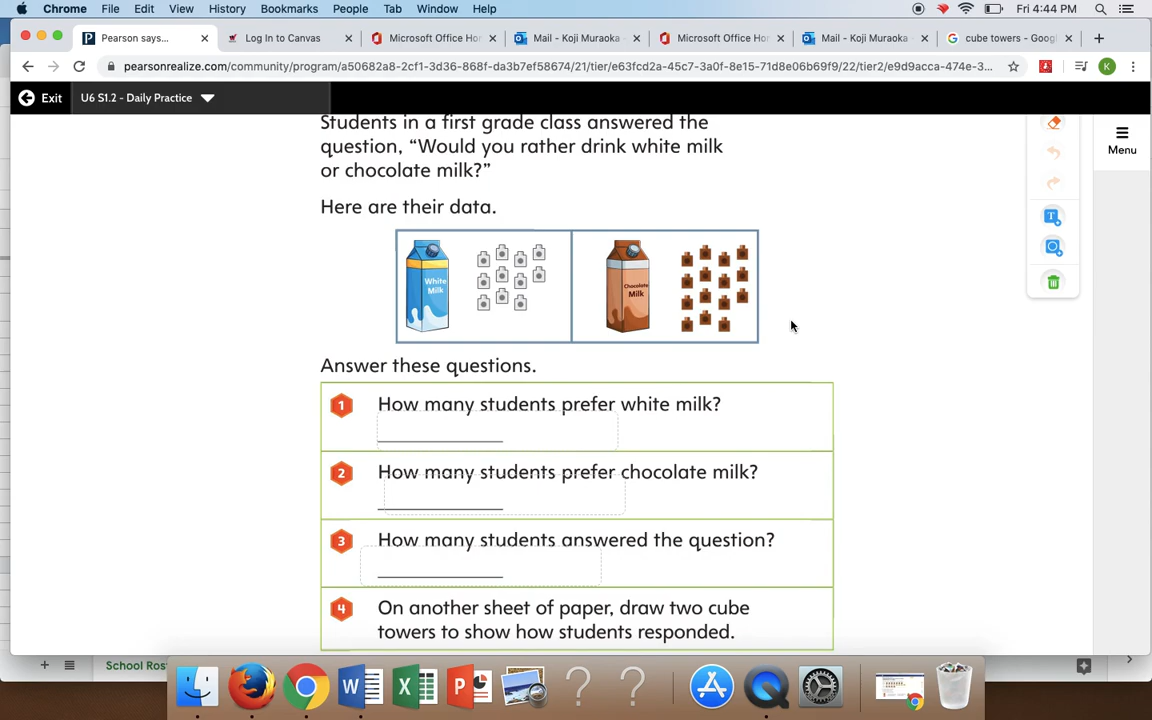 Chrome File Edit View History Bookmarks People Tab Window Help Fri 4:44 PM
Pearson says... Log In to Canvas Microsoft Office Hor Mail - Koji Muraoka - Microsoft Office Hor Mail - Koji Muraoka - cube towers - Googl
pearsonrealize.com/community/program/a50682a8-2cf1-3d36-868f-da3b7ef58674/21/tier/e63fcd2a-45c7-3a0f-8e15-71d8e06b69f9/22/tier2/e9d9acca-474e-3... K
Exit U6 S1.2 - Daily Practice
Menu
Students in a first grade class answered the
question, “Would you rather drink white milk
or chocolate milk?”
Here are their data.
White
Milk
Chocolate
Milk
Answer these questions.
1 How many students prefer white milk?
2 How many students prefer chocolate milk?
3 How many students answered the question?
4 On another sheet of paper, draw two cube
towers to show how students responded.
School Ros